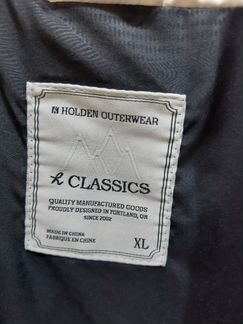 HOLDEN OUTERWEAR
h CLASSICS
QUALITY MANUFACTURED GOODS
PROUDLY DESIGNED IN PORTLAND, OR
SINCE 2002
MADE IN CHINA
FABRIQUE EN CHINE
XL